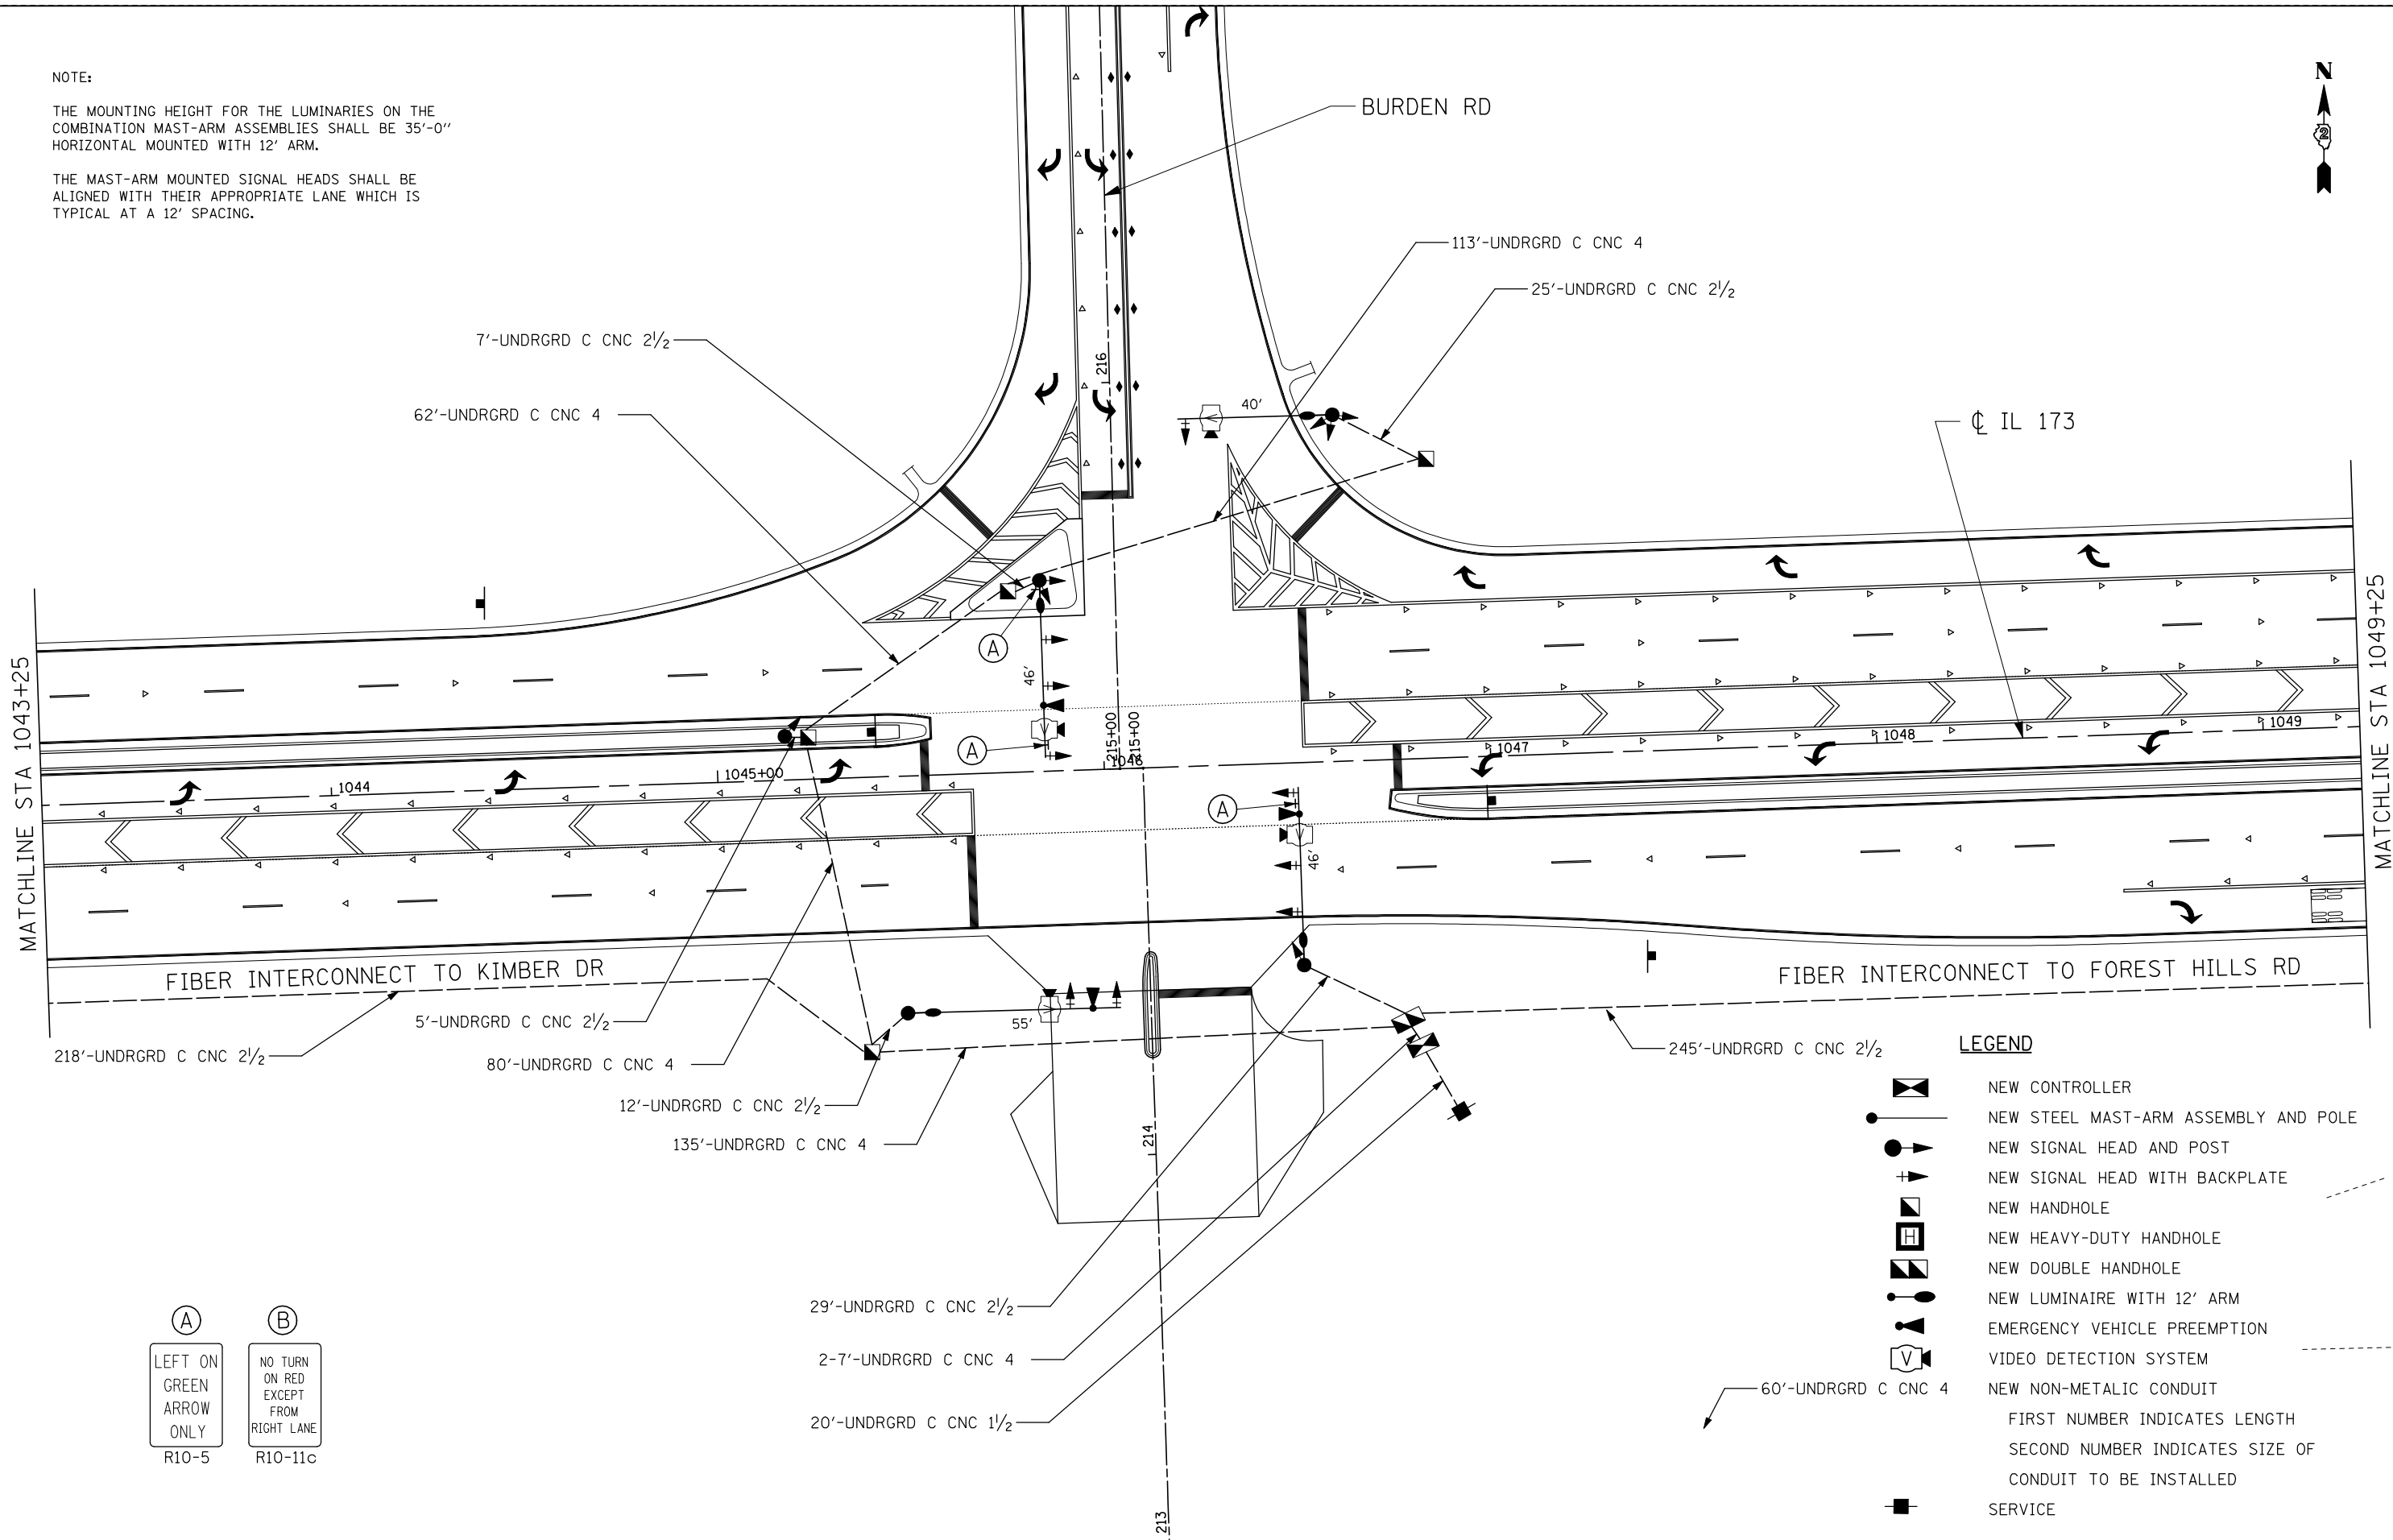 NOTE:
THE MOUNTING HEIGHT FOR THE LUMINARIES ON THE
COMBINATION MAST-ARM ASSEMBLIES SHALL BE 35'-0''
HORIZONTAL MOUNTED WITH 12' ARM.
THE MAST-ARM MOUNTED SIGNAL HEADS SHALL BE
ALIGNED WITH THEIR APPROPRIATE LANE WHICH IS
TYPICAL AT A 12' SPACING.
N
2
BURDEN RD
113'-UNDRGRD C CNC 4
25'-UNDRGRD C CNC 2½
7'-UNDRGRD C CNC 2½
62'-UNDRGRD C CNC 4
216
40'
℄ IL 173
A
46'
V
A
215+00
215+00
MATCHLINE STA 1043+25
MATCHLINE STA 1049+25
1044
1045+00
1046
1047
1048
1049
A
V
46'
FIBER INTERCONNECT TO KIMBER DR
FIBER INTERCONNECT TO FOREST HILLS RD
V
55'
V
5'-UNDRGRD C CNC 2½
218'-UNDRGRD C CNC 2½
80'-UNDRGRD C CNC 4
12'-UNDRGRD C CNC 2½
135'-UNDRGRD C CNC 4
245'-UNDRGRD C CNC 2½
214
29'-UNDRGRD C CNC 2½
2-7'-UNDRGRD C CNC 4
20'-UNDRGRD C CNC 1½
213
LEGEND
NEW CONTROLLER
NEW STEEL MAST-ARM ASSEMBLY AND POLE
NEW SIGNAL HEAD AND POST
NEW SIGNAL HEAD WITH BACKPLATE
NEW HANDHOLE
H NEW HEAVY-DUTY HANDHOLE
NEW DOUBLE HANDHOLE
NEW LUMINAIRE WITH 12' ARM
EMERGENCY VEHICLE PREEMPTION
V VIDEO DETECTION SYSTEM
60'-UNDRGRD C CNC 4 NEW NON-METALIC CONDUIT
FIRST NUMBER INDICATES LENGTH
SECOND NUMBER INDICATES SIZE OF
CONDUIT TO BE INSTALLED
SERVICE
A
LEFT ON
GREEN
ARROW
ONLY
R10-5
B
NO TURN
ON RED
EXCEPT
FROM
RIGHT LANE
R10-11c